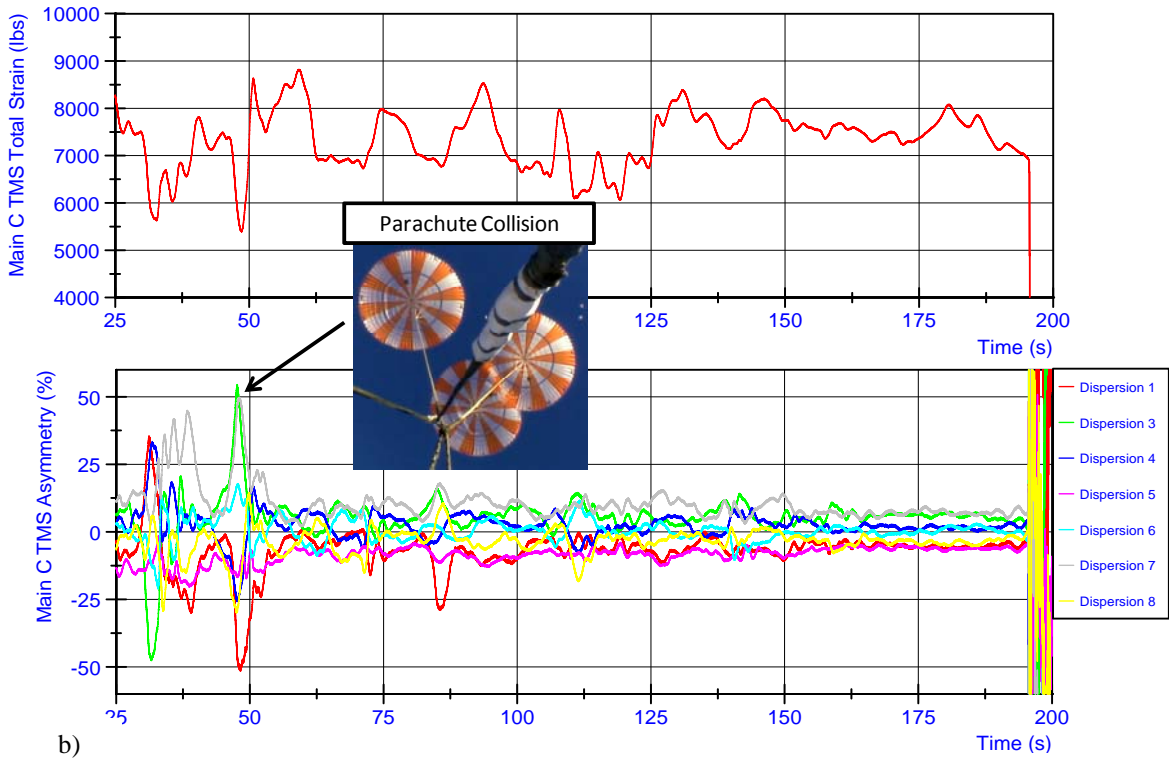 Main C TMS Total Strain (lbs)
10000
9000
8000
7000
6000
5000
4000
25
50
125
150
175
200
Time (s)
Parachute Collision
Main C TMS Asymmetry (%)
50
25
0
-25
-50
25
50
75
100
125
150
175
200
Time (s)
Dispersion 1
Dispersion 3
Dispersion 4
Dispersion 5
Dispersion 6
Dispersion 7
Dispersion 8
b)